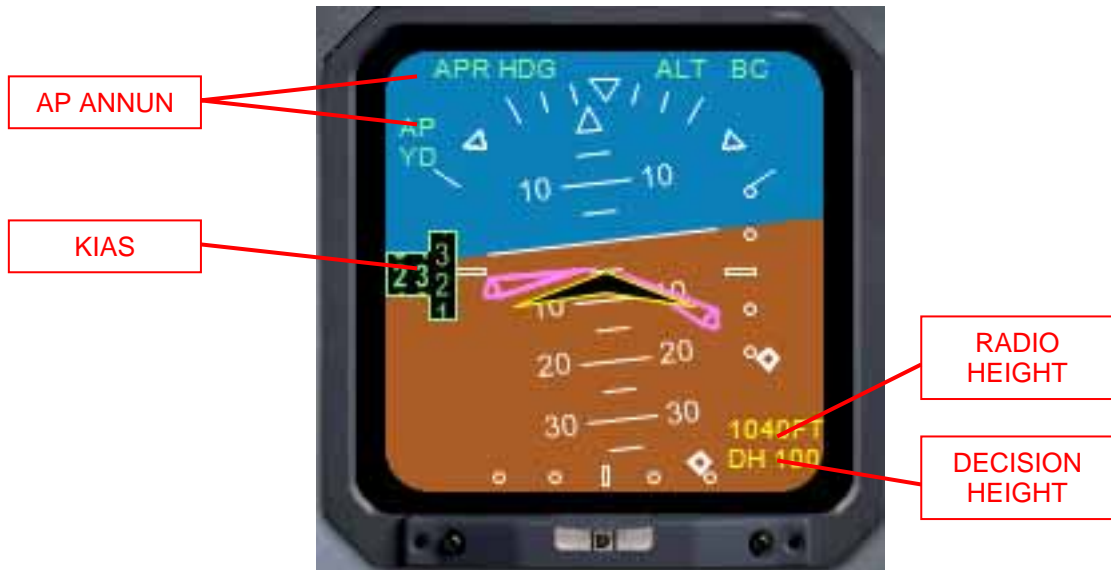 APR HDG ALT BC
AP ANNUN
AP
YD
10 10
KIAS
3
2 3 2
1
10 10
20 20
RADIO
HEIGHT
30 30
1040FT
DH 100
DECISION
HEIGHT